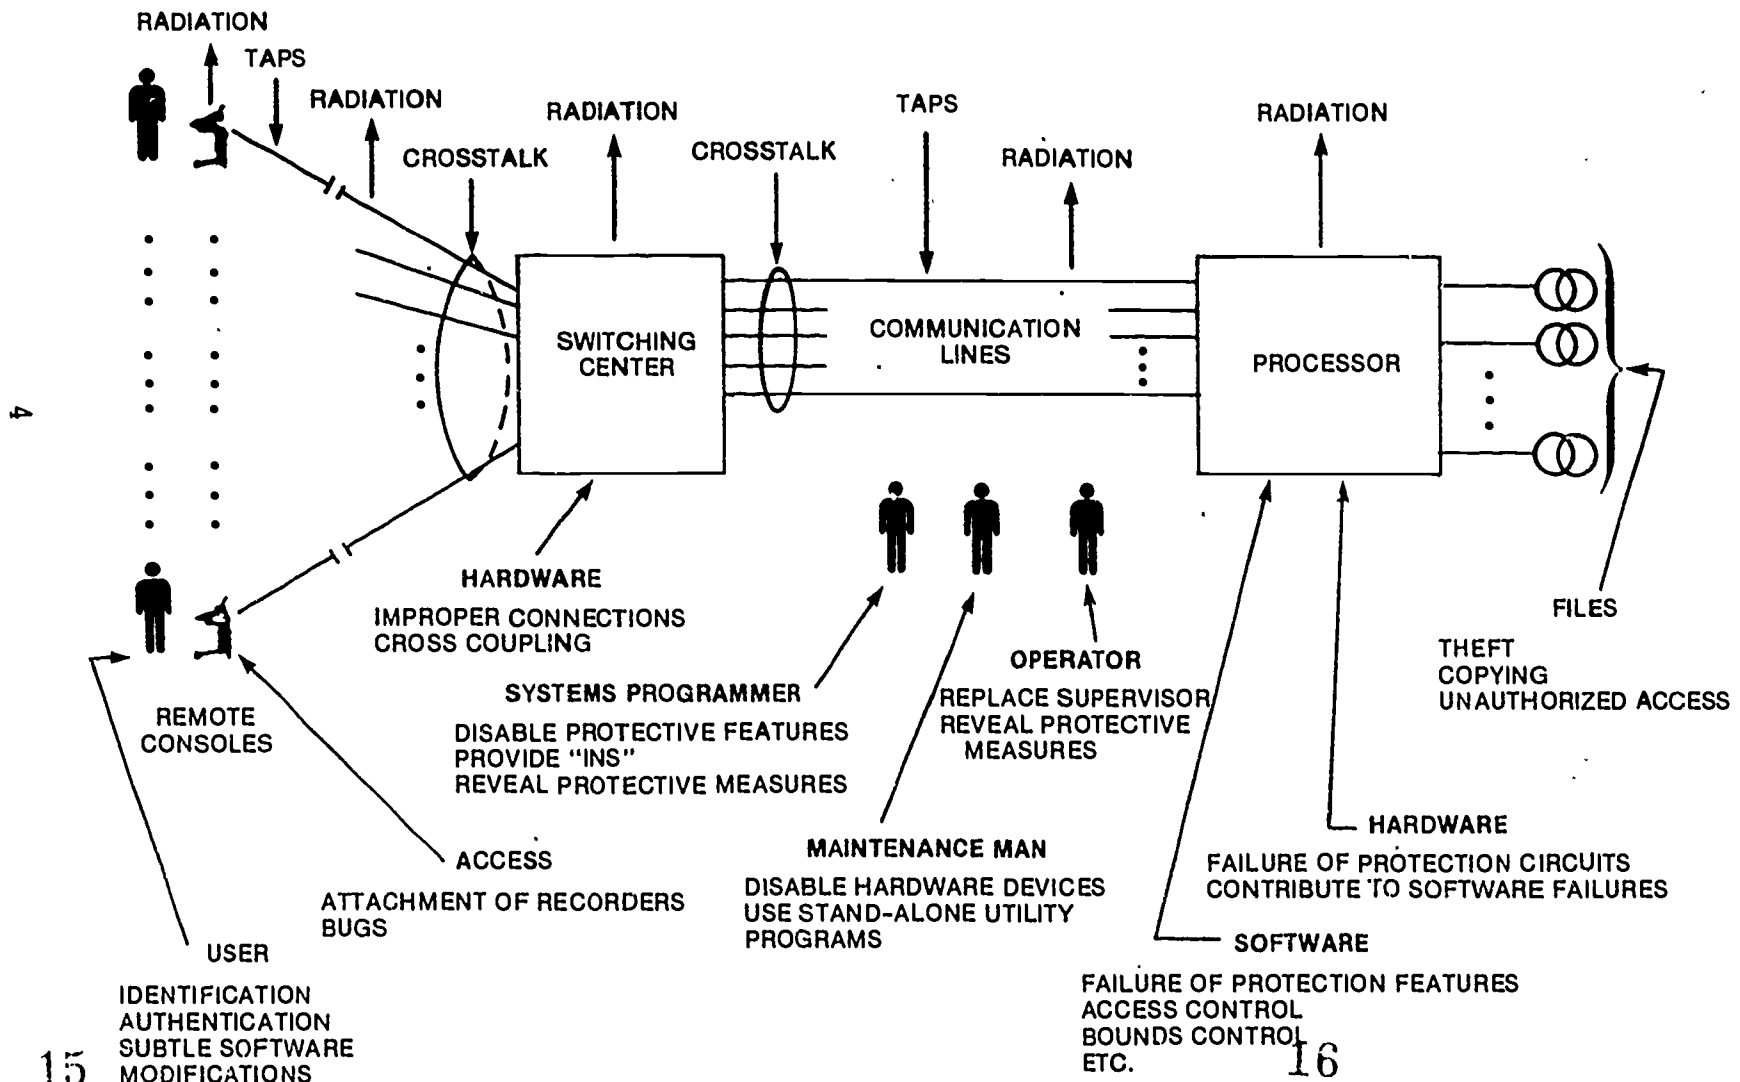 RADIATION
TAPS
RADIATION
CROSSTALK
RADIATION
CROSSTALK
TAPS
RADIATION
RADIATION
SWITCHING
CENTER
COMMUNICATION
LINES
PROCESSOR
4
HARDWARE
IMPROPER CONNECTIONS
CROSS COUPLING
SYSTEMS PROGRAMMER
DISABLE PROTECTIVE FEATURES
PROVIDE "INS"
REVEAL PROTECTIVE MEASURES
OPERATOR
REPLACE SUPERVISOR
REVEAL PROTECTIVE
MEASURES
FILES
THEFT
COPYING
UNAUTHORIZED ACCESS
REMOTE
CONSOLES
ACCESS
ATTACHMENT OF RECORDERS
BUGS
MAINTENANCE MAN
DISABLE HARDWARE DEVICES
USE STAND-ALONE UTILITY
PROGRAMS
HARDWARE
FAILURE OF PROTECTION CIRCUITS
CONTRIBUTE TO SOFTWARE FAILURES
USER
IDENTIFICATION
AUTHENTICATION
SUBTLE SOFTWARE
MODIFICATIONS
SOFTWARE
FAILURE OF PROTECTION FEATURES
ACCESS CONTROL
BOUNDS CONTROL
ETC.
15
16